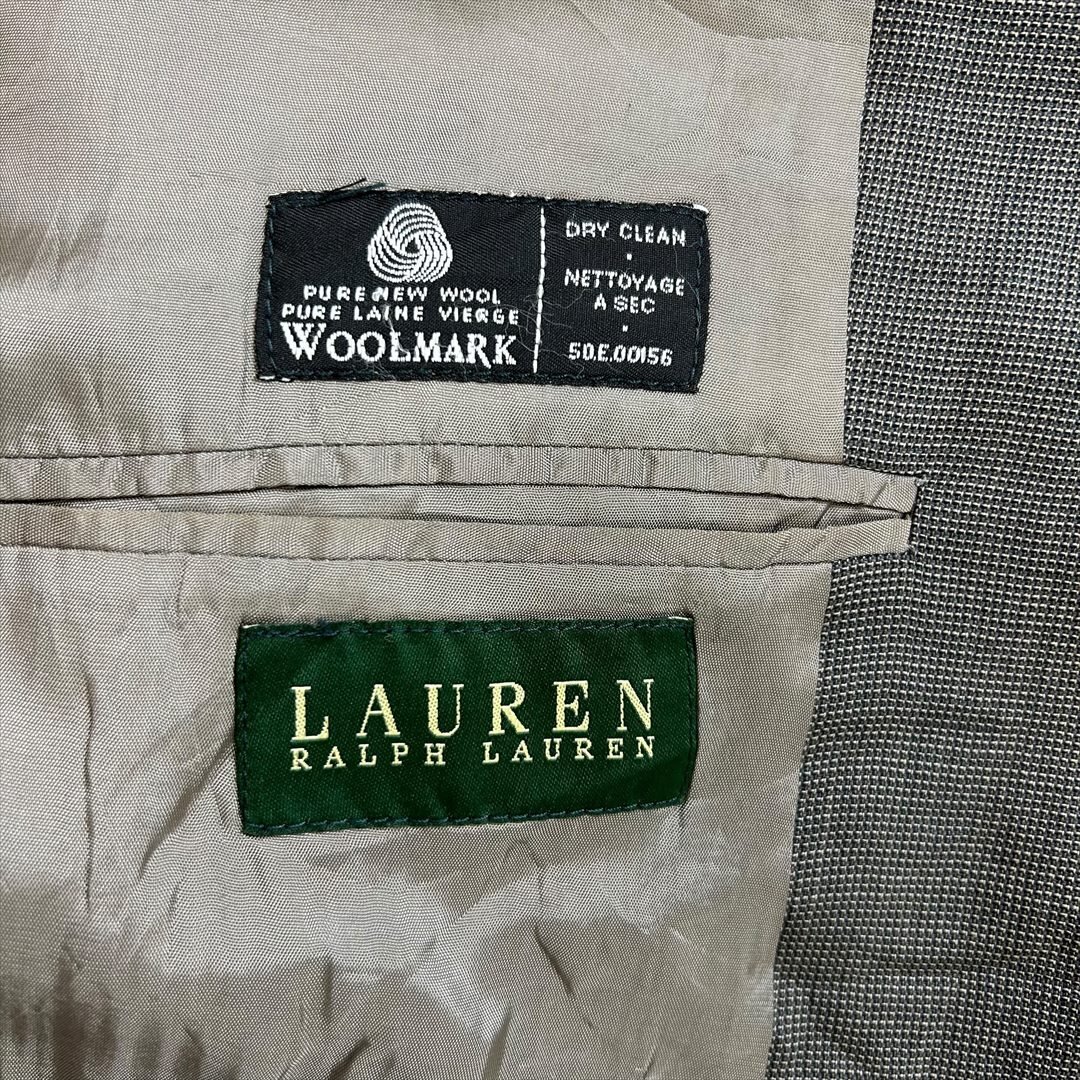 PURE NEW WOOL
PURE LAINE VIERGE
WOOLMARK
DRY CLEAN
NETTOYAGE
A SEC
50.E.00156
LAUREN
RALPH LAUREN